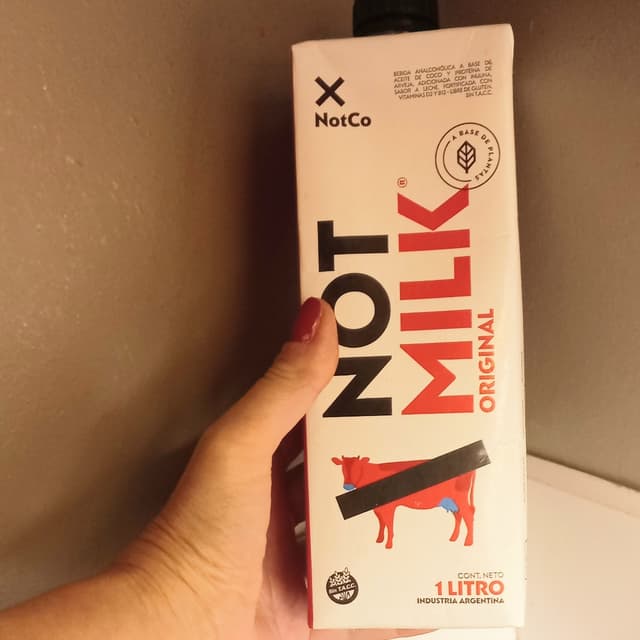 NotCo
BEBIDA ANALCOHÓLICA A BASE DE
ACEITE DE COCO Y PROTEÍNA DE
ARVEJA, ADICIONADA CON INULINA,
SABOR A LECHE, FORTIFICADA CON
VITAMINAS D2 Y B12 - LIBRE DE GLUTEN.
SIN T.A.C.C.
A BASE DE PLANTAS
NOT
MILK®
ORIGINAL
Sin T.A.C.C.
CONT. NETO
1 LITRO
INDUSTRIA ARGENTINA